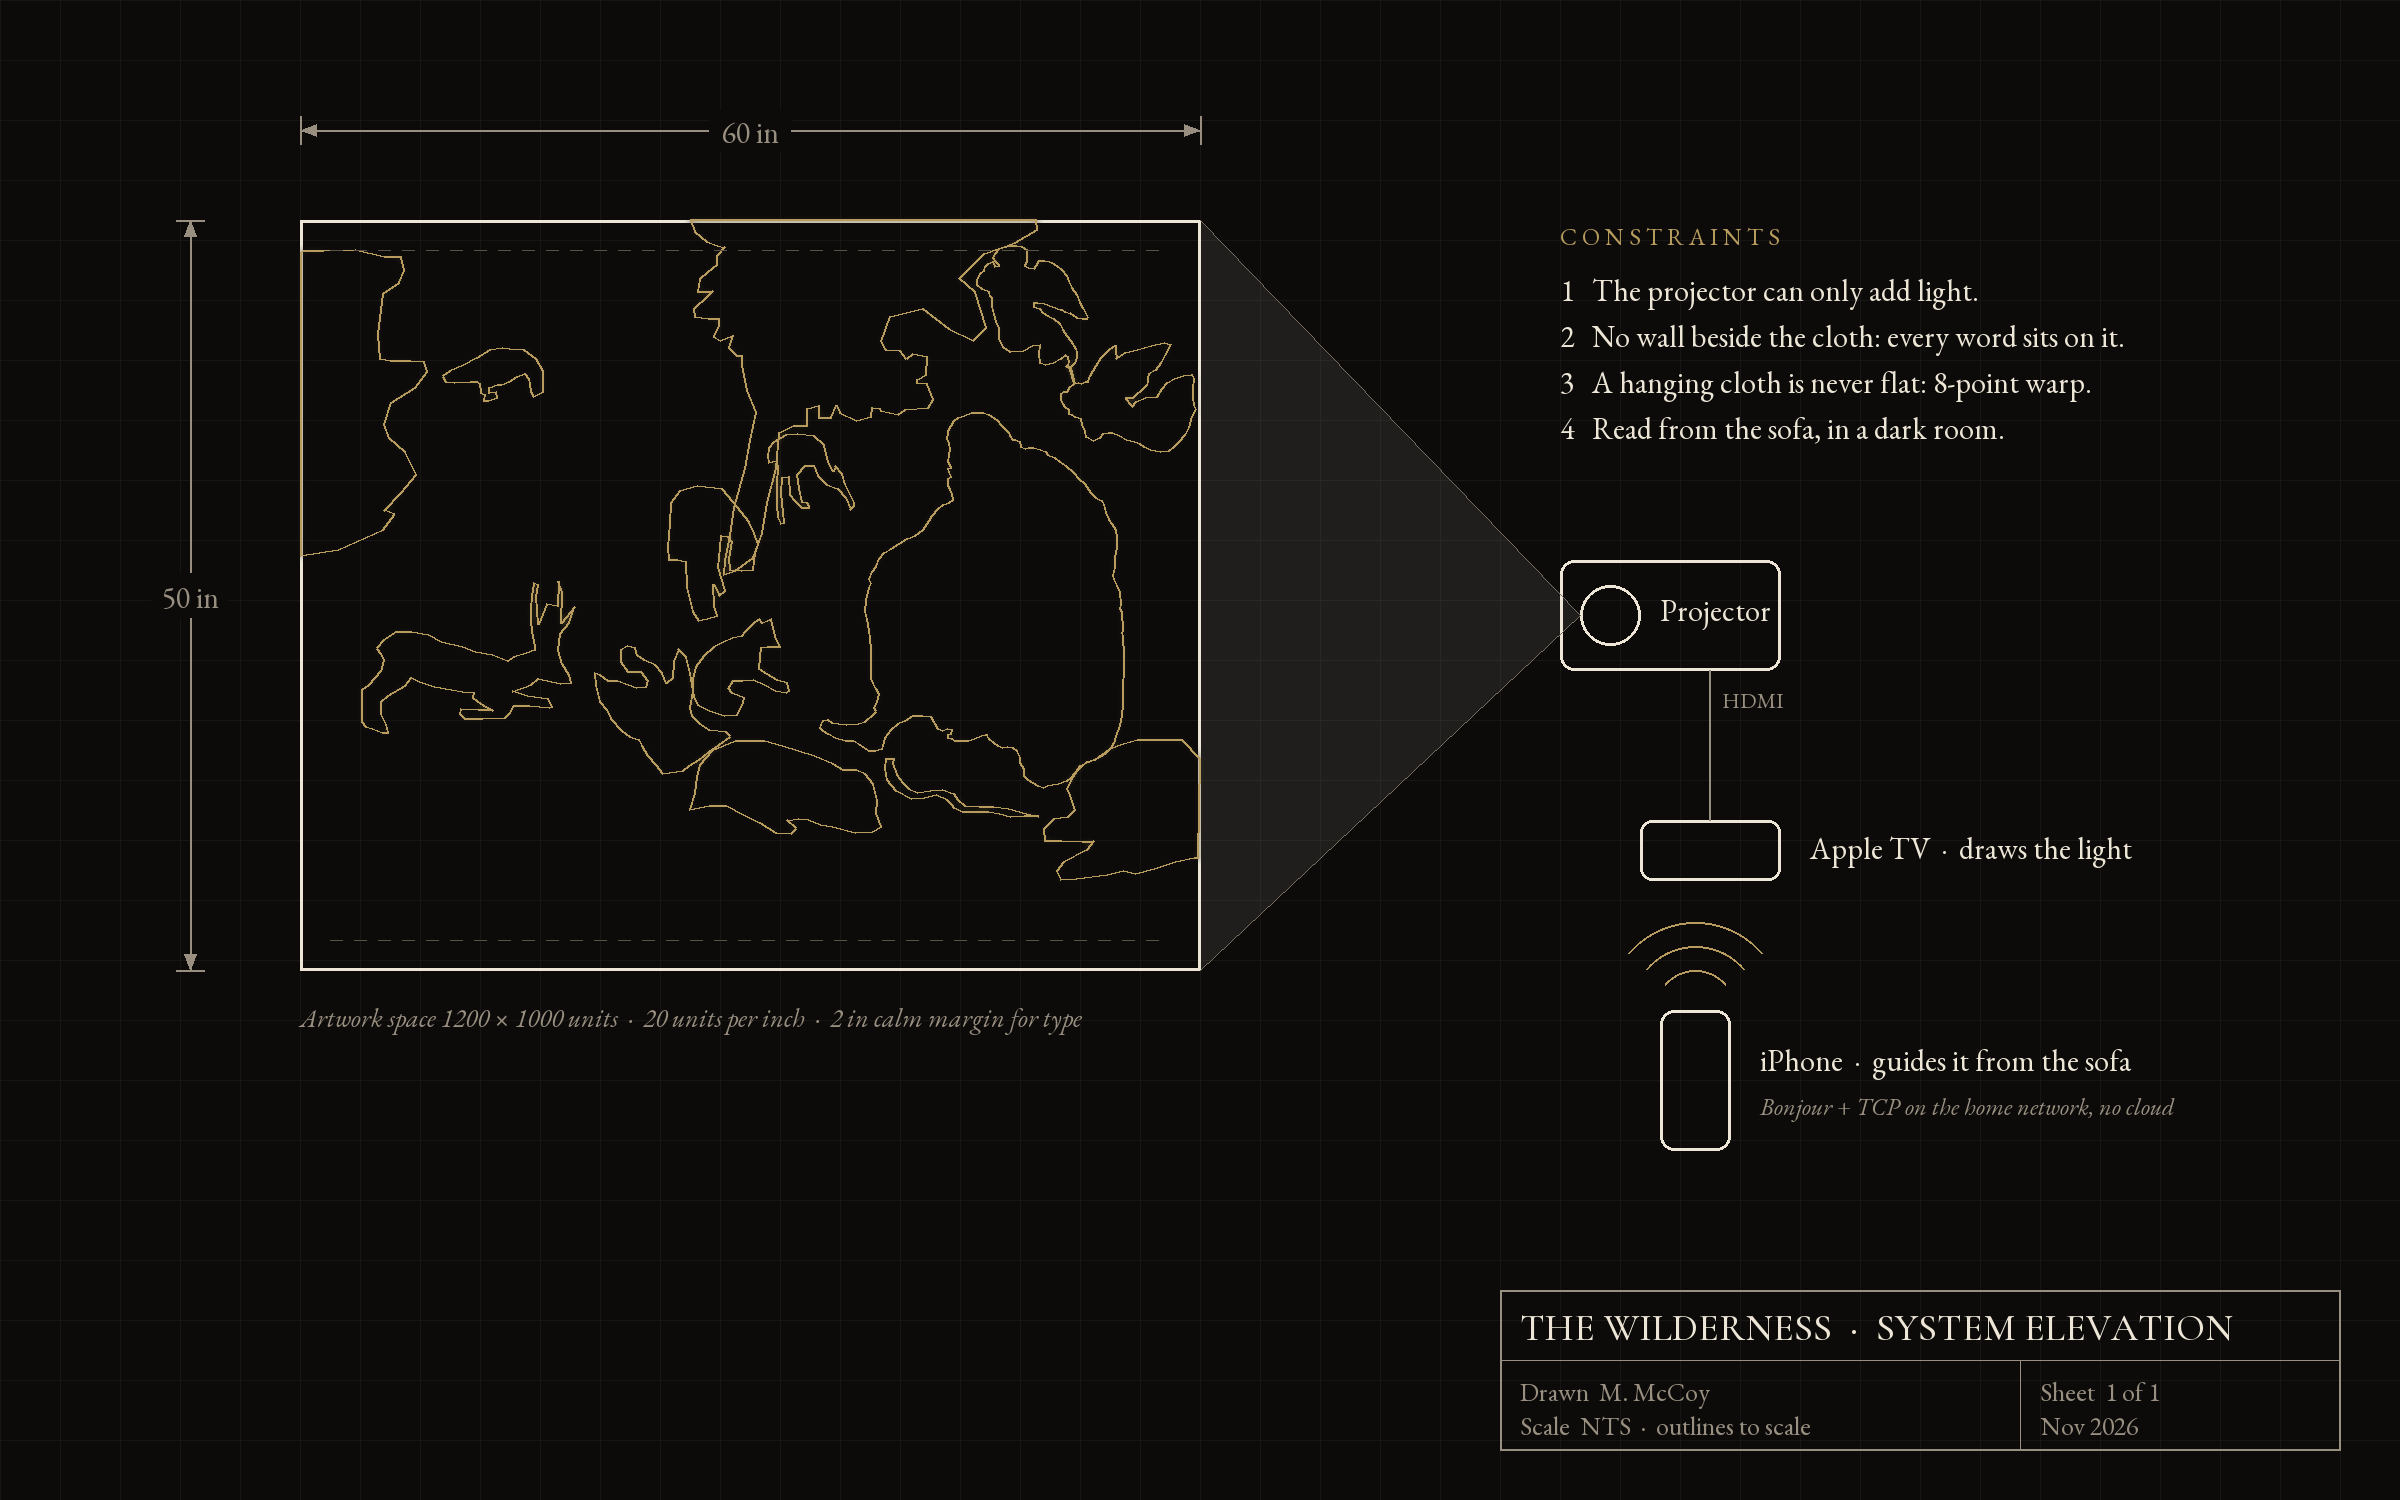 60 in
50 in
CONSTRAINTS
1 The projector can only add light.
2 No wall beside the cloth: every word sits on it.
3 A hanging cloth is never flat: 8-point warp.
4 Read from the sofa, in a dark room.
Projector
HDMI
Apple TV · draws the light
Artwork space 1200 × 1000 units · 20 units per inch · 2 in calm margin for type
iPhone · guides it from the sofa
Bonjour + TCP on the home network, no cloud
THE WILDERNESS · SYSTEM ELEVATION
Drawn M. McCoy
Scale NTS · outlines to scale
Sheet 1 of 1
Nov 2026